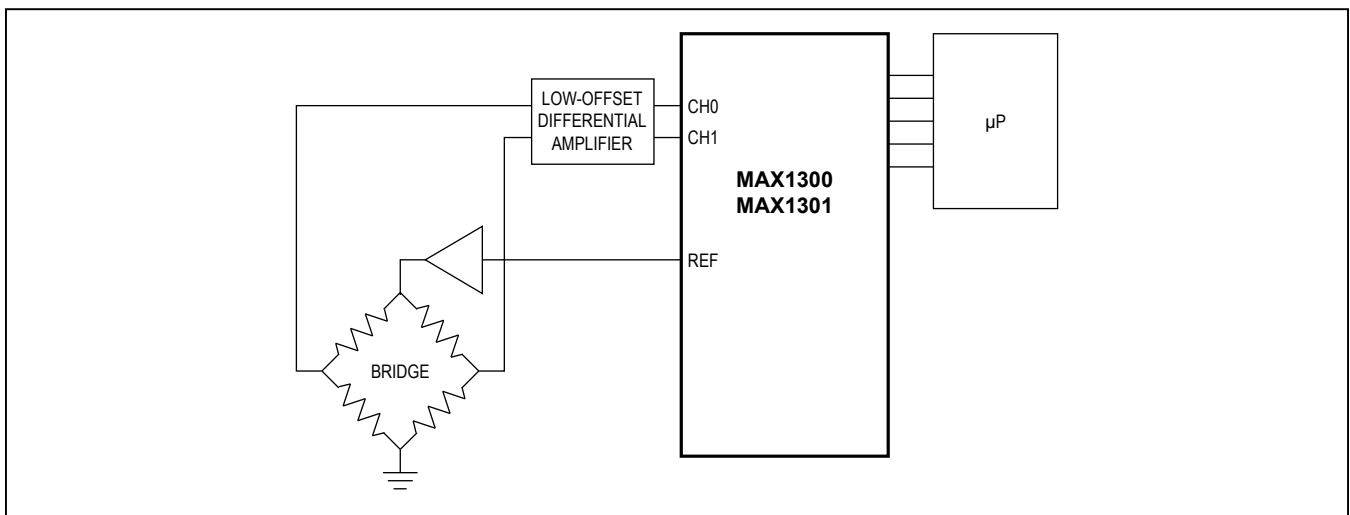 LOW-OFFSET
DIFFERENTIAL
AMPLIFIER
CH0
CH1
MAX1300
MAX1301
µP
REF
BRIDGE